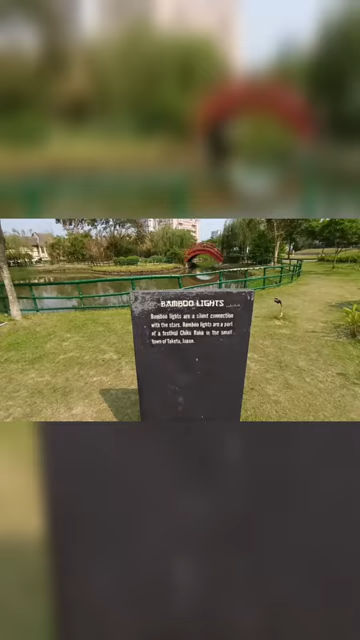 BAMBOO LIGHTS
Bamboo lights are a silent connection
with the stars. Bamboo lights are a part
of a festival Chiku Raku in the small
town of Taketa, Japan.